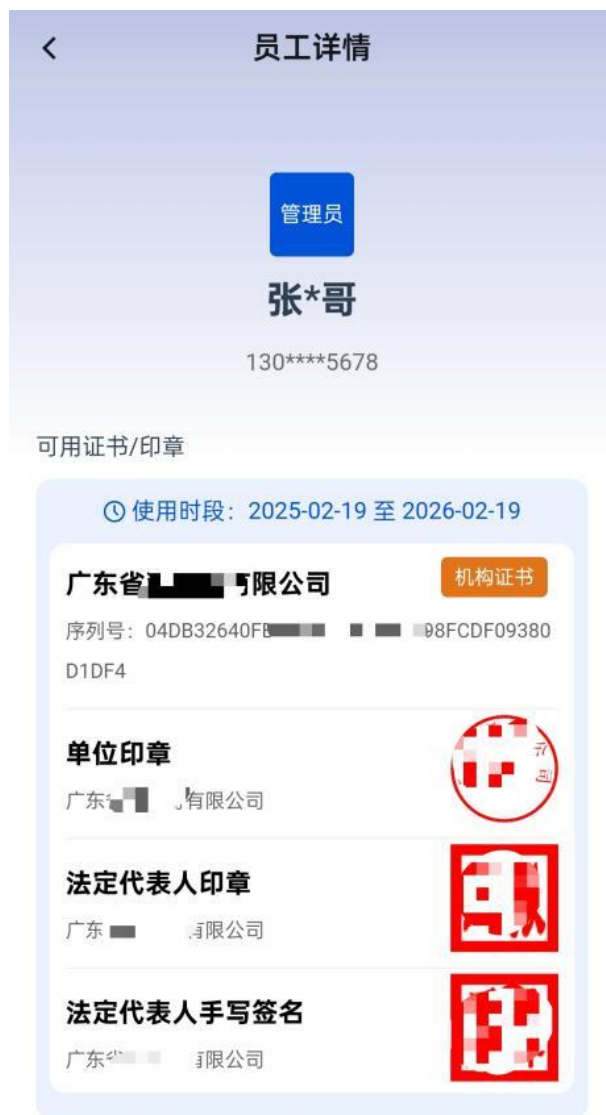 员工详情
管理员
张*哥
130****5678
可用证书/印章
使用时段：2025-02-19 至 2026-02-19
广东省 限公司
机构证书
序列号：04DB32640F 98FCDF09380
D1DF4
单位印章
广东 有限公司
法定代表人印章
广东 限公司
法定代表人手写签名
广东 限公司